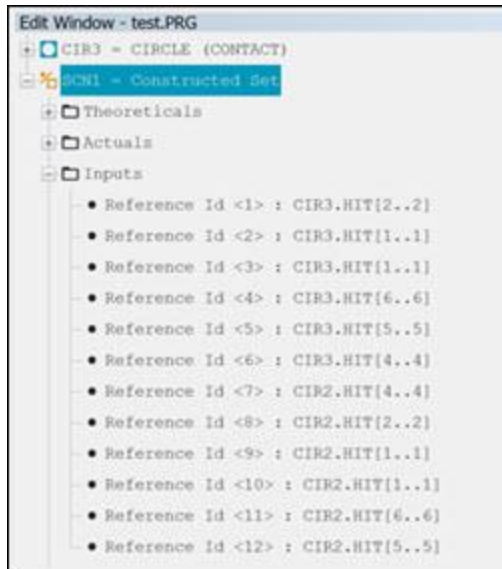 Edit Window - test.PRG
CIR3 = CIRCLE (CONTACT)
SCN1 = Constructed Set
Theoreticals
Actuals
Inputs
Reference Id <1> : CIR3.HIT[2..2]
Reference Id <2> : CIR3.HIT[1..1]
Reference Id <3> : CIR3.HIT[1..1]
Reference Id <4> : CIR3.HIT[6..6]
Reference Id <5> : CIR3.HIT[5..5]
Reference Id <6> : CIR3.HIT[4..4]
Reference Id <7> : CIR2.HIT[4..4]
Reference Id <8> : CIR2.HIT[2..2]
Reference Id <9> : CIR2.HIT[1..1]
Reference Id <10> : CIR2.HIT[1..1]
Reference Id <11> : CIR2.HIT[6..6]
Reference Id <12> : CIR2.HIT[5..5]